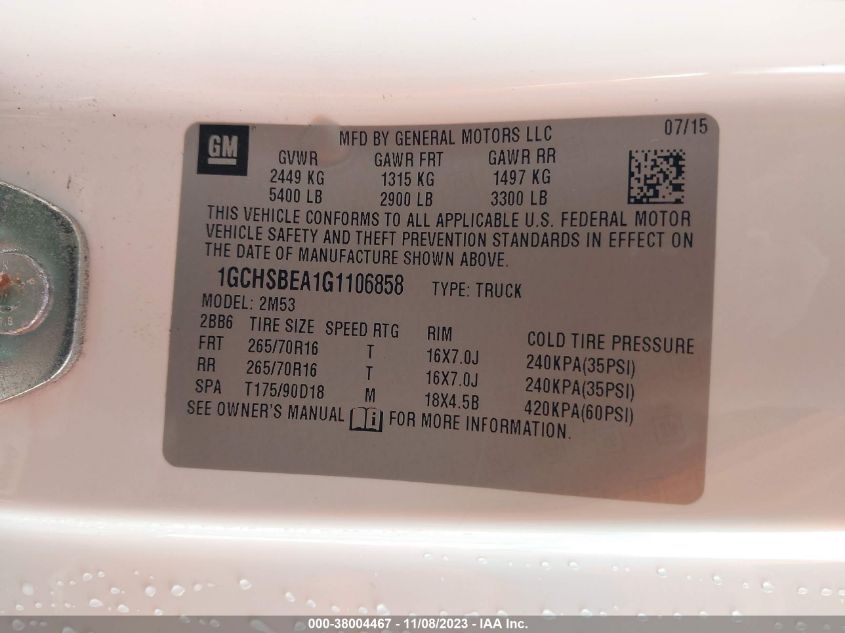 GM
MFD BY GENERAL MOTORS LLC 07/15
GVWR GAWR FRT GAWR RR
2449 KG 1315 KG 1497 KG
5400 LB 2900 LB 3300 LB
THIS VEHICLE CONFORMS TO ALL APPLICABLE U.S. FEDERAL MOTOR
VEHICLE SAFETY AND THEFT PREVENTION STANDARDS IN EFFECT ON
THE DATE OF MANUFACTURE SHOWN ABOVE.
1GCHSBEA1G1106858 TYPE: TRUCK
MODEL: 2M53
2BB6 TIRE SIZE SPEED RTG RIM COLD TIRE PRESSURE
FRT 265/70R16 T 16X7.0J 240KPA(35PSI)
RR 265/70R16 T 16X7.0J 240KPA(35PSI)
SPA T175/90D18 M 18X4.5B 420KPA(60PSI)
SEE OWNER'S MANUAL i FOR MORE INFORMATION.
000-38004467 - 11/08/2023 - © IAA Inc.